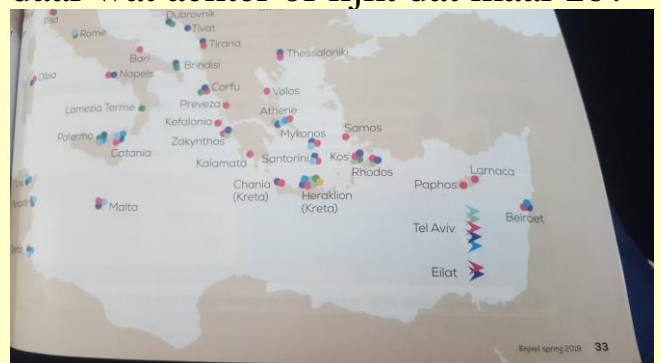 Pisa
Dubrovnik
Rome
Tivat
Tirana
Bari
Thessaloniki
Brindisi
Napels
Olbia
Corfu
Volos
Lamezia Terme
Preveza
Athene
Kefalonia
Samos
Mykonos
Palermo
Zakynthos
Catania
Santorini
Kos
Kalamata
Rhodos
Larnaca
Paphos
Chania
(Kreta)
Heraklion
(Kreta)
Malta
Beiroet
Tel Aviv
Eilat
Enjoy! spring 2019 33